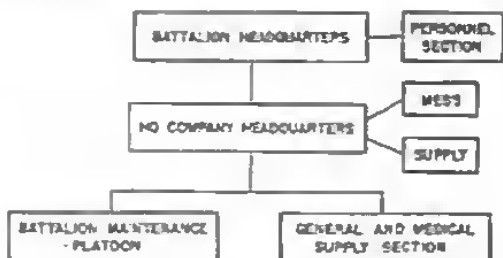 BATTALION HEADQUARTERS
PERSONNEL
SECTION
MESS
HQ COMPANY HEADQUARTERS
SUPPLY
BATTALION MAINTENANCE
-PLATOON
GENERAL AND MEDICAL
SUPPLY SECTION